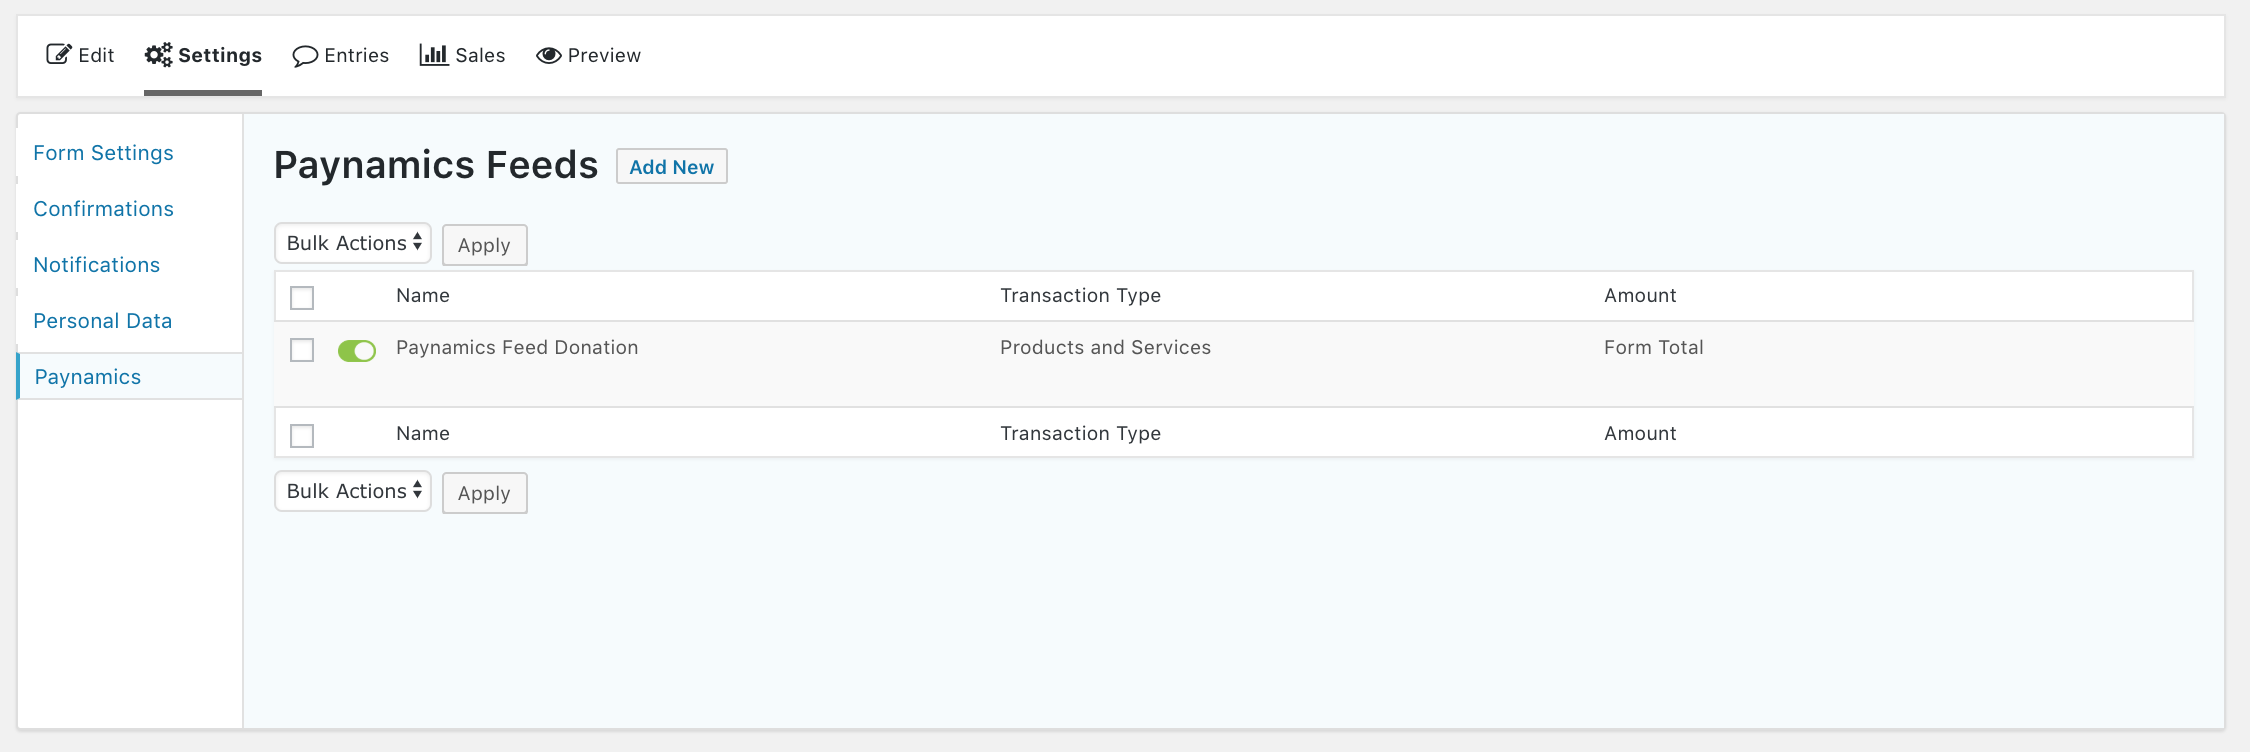 Edit Settings Entries Sales Preview
Form Settings
Confirmations
Notifications
Personal Data
Paynamics
Paynamics Feeds Add New
Bulk Actions Apply
Name Transaction Type Amount
Paynamics Feed Donation Products and Services Form Total
Name Transaction Type Amount
Bulk Actions Apply